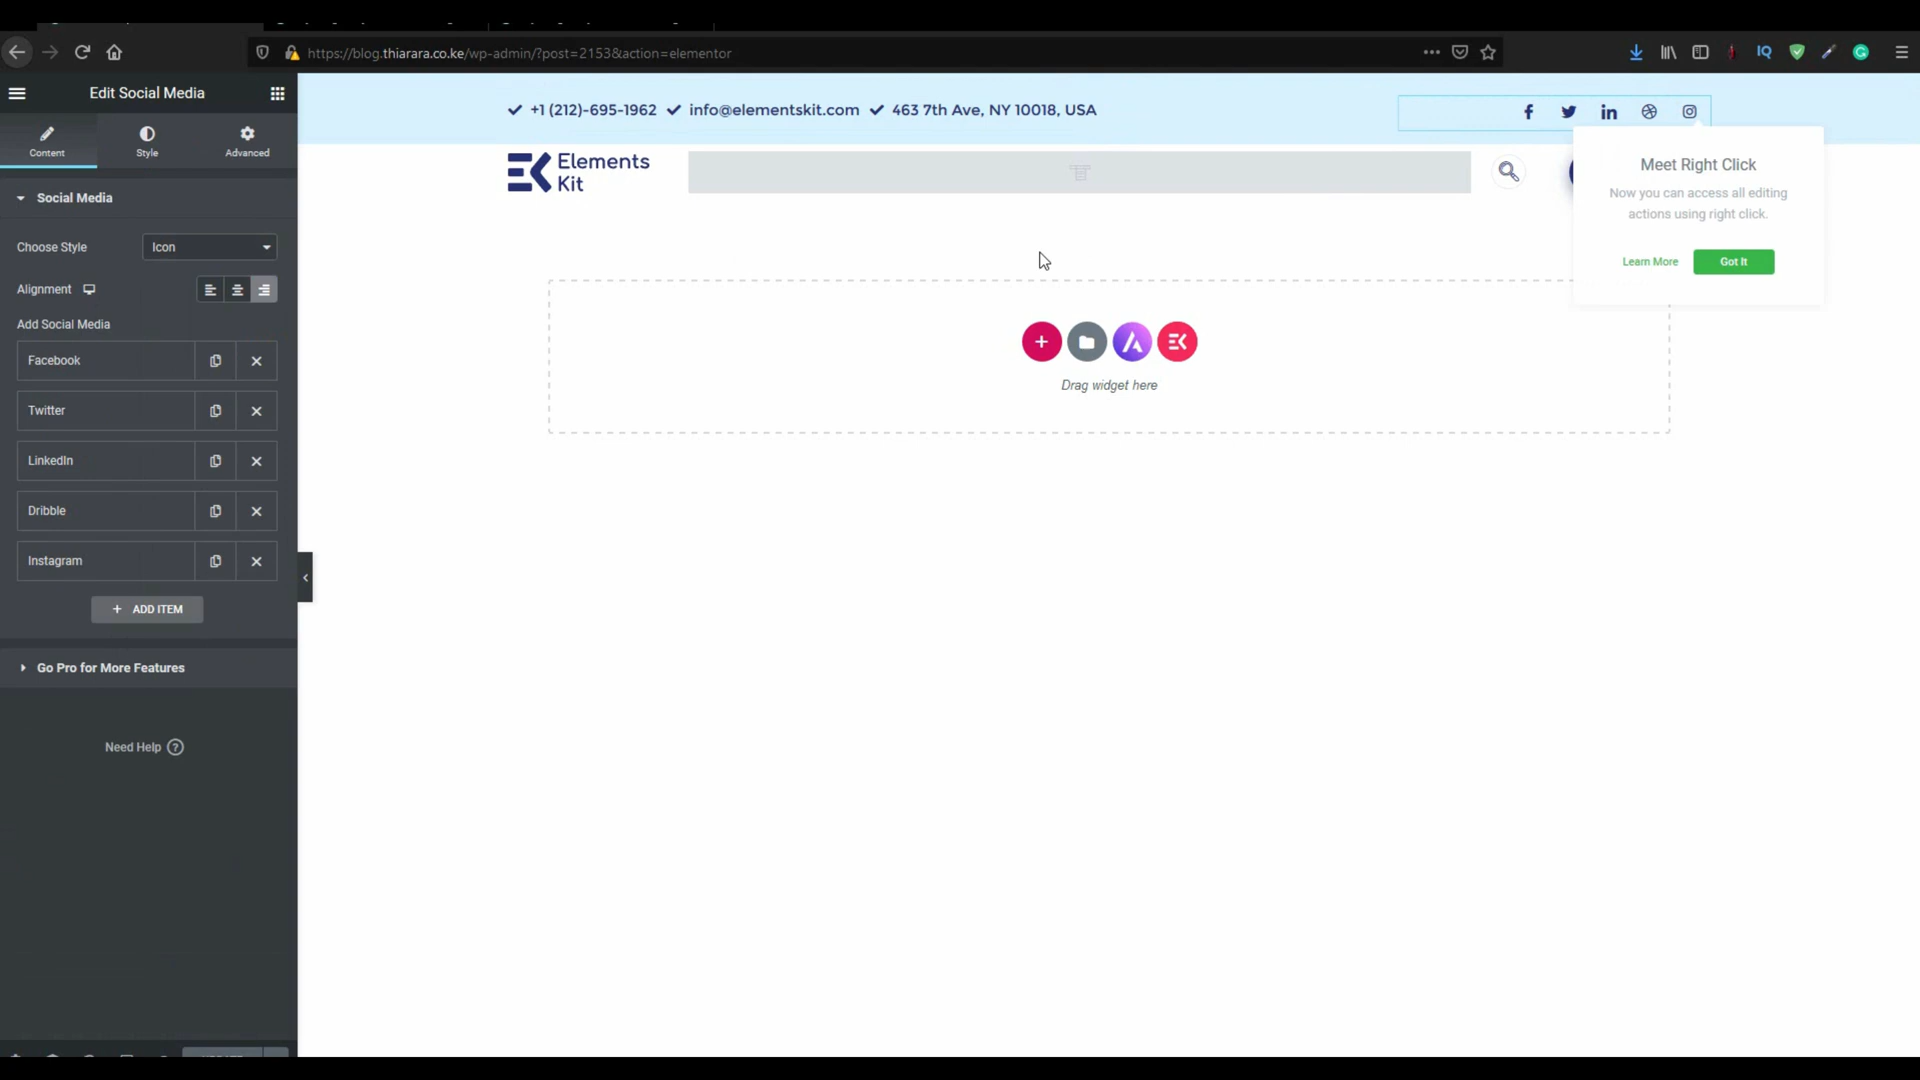 https://blog.thiarara.co.ke/wp-admin/?post=2153&action=elementor
IQ
Edit Social Media
Content
Style
Advanced
Social Media
Choose Style
Icon
Alignment
Add Social Media
Facebook
Twitter
LinkedIn
Dribble
Instagram
+ ADD ITEM
Go Pro for More Features
Need Help ?
+1 (212)-695-1962
info@elementskit.com
463 7th Ave, NY 10018, USA
Elements
Kit
Meet Right Click
Now you can access all editing
actions using right click.
Learn More
Got It
Drag widget here